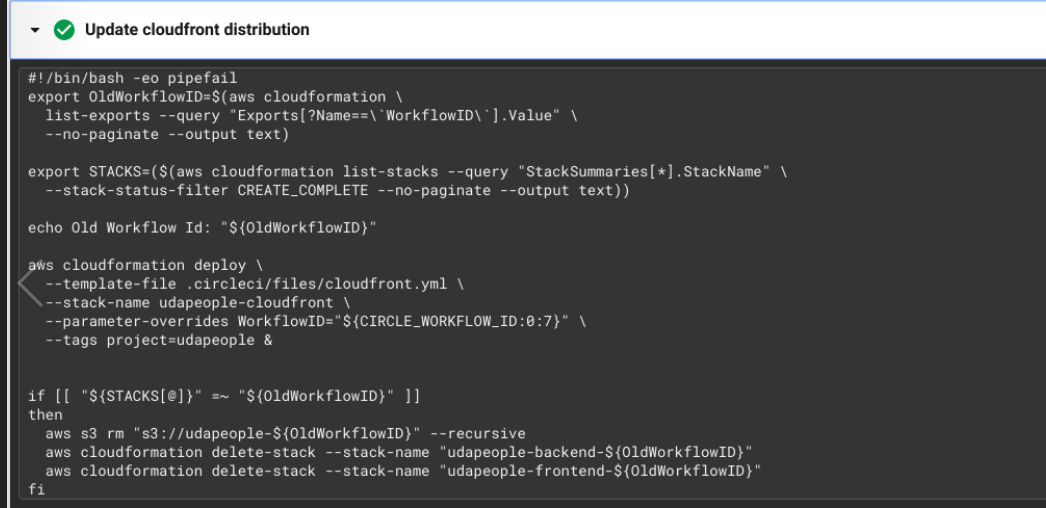 Update cloudfront distribution
#!/bin/bash -eo pipefail
export OldWorkflowID=$(aws cloudformation \
list-exports --query "Exports[?Name==\`WorkflowID\`].Value" \
--no-paginate --output text)
export STACKS=($(aws cloudformation list-stacks --query "StackSummaries[*].StackName" \
--stack-status-filter CREATE_COMPLETE --no-paginate --output text))
echo Old Workflow Id: "${OldWorkflowID}"
aws cloudformation deploy \
--template-file .circleci/files/cloudfront.yml \
--stack-name udapeople-cloudfront \
--parameter-overrides WorkflowID="${CIRCLE_WORKFLOW_ID:0:7}" \
--tags project=udapeople &
if [[ "${STACKS[@]}" =~ "${OldWorkflowID}" ]]
then
aws s3 rm "s3://udapeople-${OldWorkflowID}" --recursive
aws cloudformation delete-stack --stack-name "udapeople-backend-${OldWorkflowID}"
aws cloudformation delete-stack --stack-name "udapeople-frontend-${OldWorkflowID}"
fi